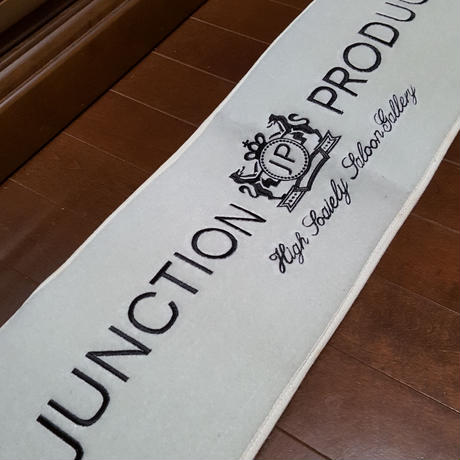 JUNCTION JP PRODUC
High Society Saloon Gallery